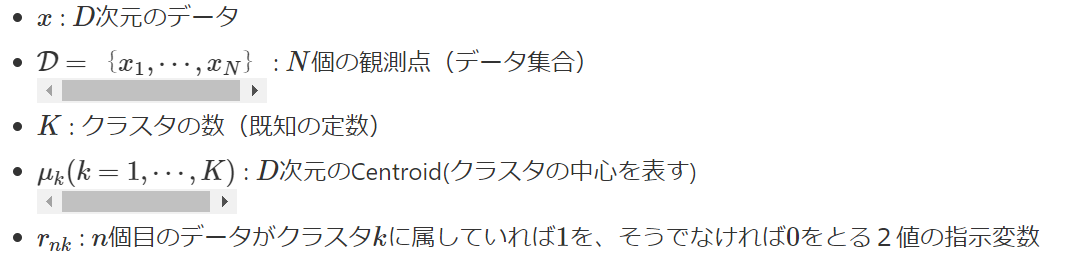 • x : D次元のデータ
• 𝒟 = {x₁, ⋯, x_N} : N個の観測点（データ集合）
• K : クラスタの数（既知の定数）
• μₖ(k = 1, ⋯, K) : D次元のCentroid(クラスタの中心を表す)
• r_nk : n個目のデータがクラスタkに属していれば1を、そうでなければ0をとる２値の指示変数